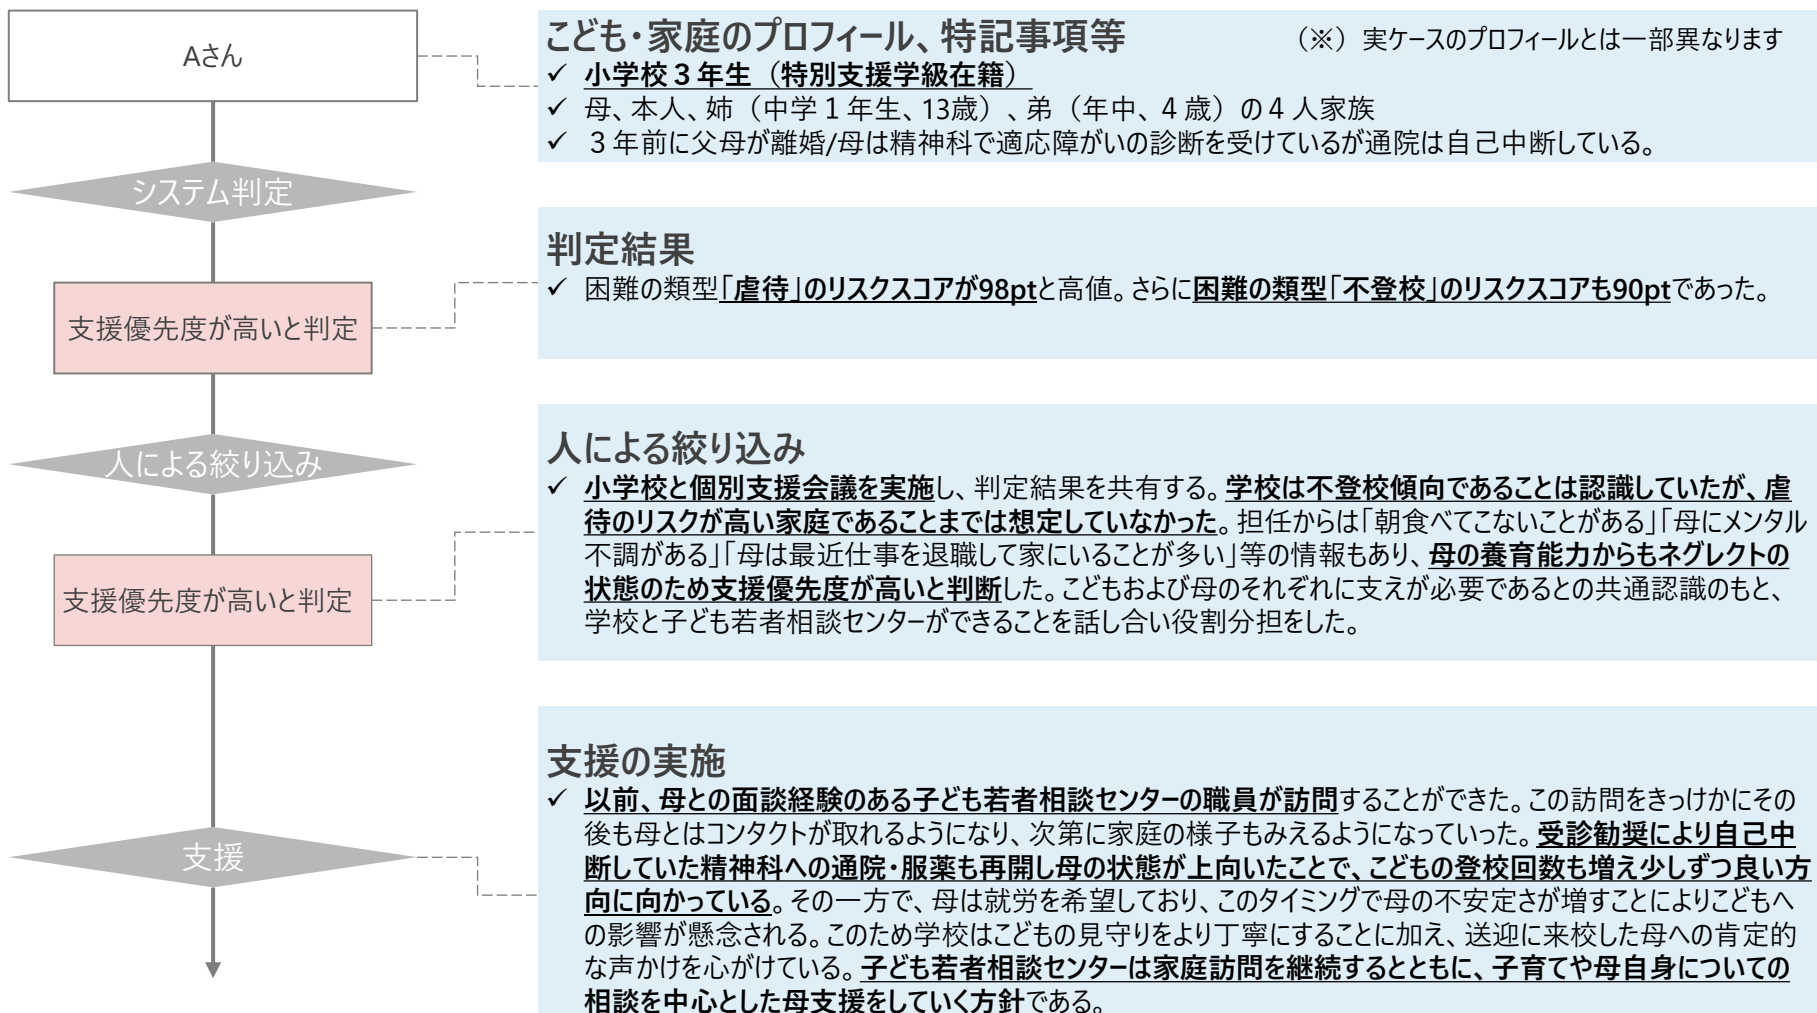 Aさん
こども・家庭のプロフィール、特記事項等
（※）実ケースのプロフィールとは一部異なります
✓ 小学校３年生（特別支援学級在籍）
✓ 母、本人、姉（中学１年生、13歳）、弟（年中、４歳）の４人家族
✓ ３年前に父母が離婚/母は精神科で適応障がいの診断を受けているが通院は自己中断している。
システム判定
判定結果
✓ 困難の類型「虐待」のリスクスコアが98ptと高値。さらに困難の類型「不登校」のリスクスコアも90ptであった。
支援優先度が高いと判定
人による絞り込み
人による絞り込み
✓ 小学校と個別支援会議を実施し、判定結果を共有する。学校は不登校傾向であることは認識していたが、虐
待のリスクが高い家庭であることまでは想定していなかった。担任からは「朝食べてこないことがある」「母にメンタル
不調がある」「母は最近仕事を退職して家にいることが多い」等の情報もあり、母の養育能力からもネグレクトの
状態のため支援優先度が高いと判断した。こどもおよび母のそれぞれに支えが必要であるとの共通認識のもと、
学校と子ども若者相談センターができることを話し合い役割分担をした。
支援優先度が高いと判定
支援の実施
✓ 以前、母との面談経験のある子ども若者相談センターの職員が訪問することができた。この訪問をきっけかにその
後も母とはコンタクトが取れるようになり、次第に家庭の様子もみえるようになっていった。受診勧奨により自己中
断していた精神科への通院・服薬も再開し母の状態が上向いたことで、こどもの登校回数も増え少しずつ良い方
向に向かっている。その一方で、母は就労を希望しており、このタイミングで母の不安定さが増すことによりこどもへ
の影響が懸念される。このため学校はこどもの見守りをより丁寧にすることに加え、送迎に来校した母への肯定的
な声かけを心がけている。子ども若者相談センターは家庭訪問を継続するとともに、子育てや母自身についての
相談を中心とした母支援をしていく方針である。
支援